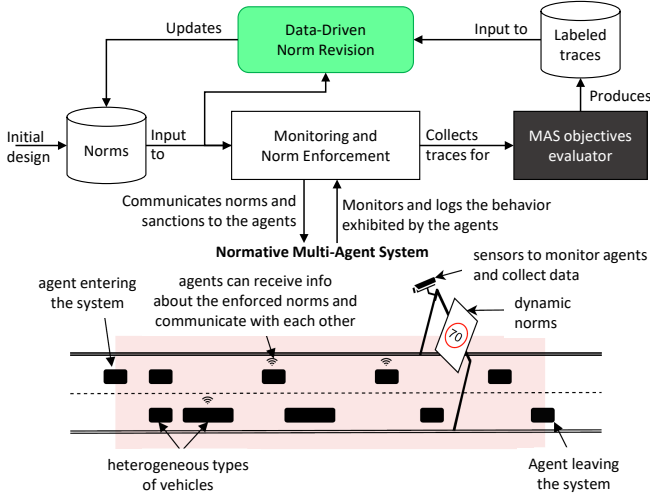 Updates
Data-Driven
Norm Revision
Input to
Labeled
traces
Produces
Initial
design
Norms
Input
to
Monitoring and
Norm Enforcement
Collects
traces for
MAS objectives
evaluator
Communicates norms and
sanctions to the agents
Monitors and logs the behavior
exhibited by the agents
Normative Multi-Agent System
sensors to monitor agents
and collect data
agent entering
the system
agents can receive info
about the enforced norms and
communicate with each other
dynamic
norms
70
heterogeneous types
of vehicles
Agent leaving
the system